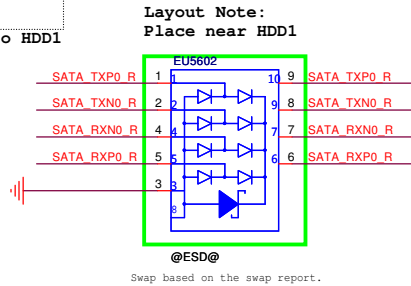 Layout Note:
Place near HDD1
o HDD1
EU5602
SATA_TXP0_R 1 1 10 9 SATA_TXP0_R
SATA_TXN0_R 2 2 9 8 SATA_TXN0_R
SATA_RXN0_R 4 4 7 7 SATA_RXN0_R
SATA_RXP0_R 5 5 6 6 SATA_RXP0_R
3 3
8
@ESD@
Swap based on the swap report.